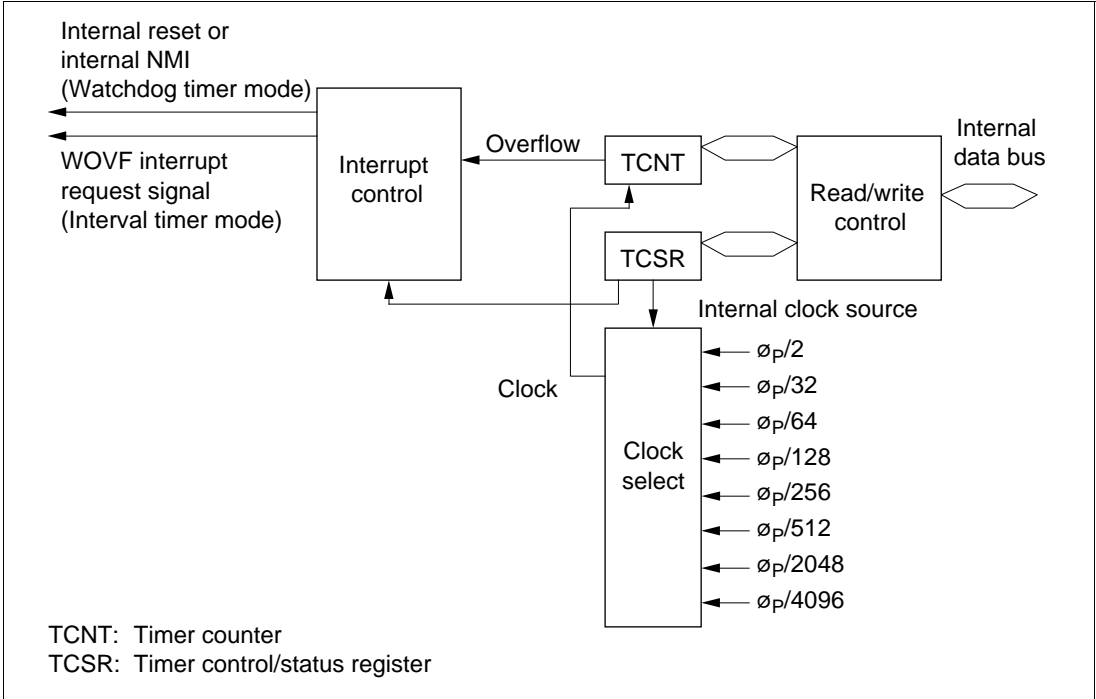 Internal reset or
internal NMI
(Watchdog timer mode)
WOVF interrupt
request signal
(Interval timer mode)
Interrupt
control
Overflow
TCNT
TCSR
Read/write
control
Internal
data bus
Internal clock source
Clock
Clock
select
øP/2
øP/32
øP/64
øP/128
øP/256
øP/512
øP/2048
øP/4096
TCNT: Timer counter
TCSR: Timer control/status register